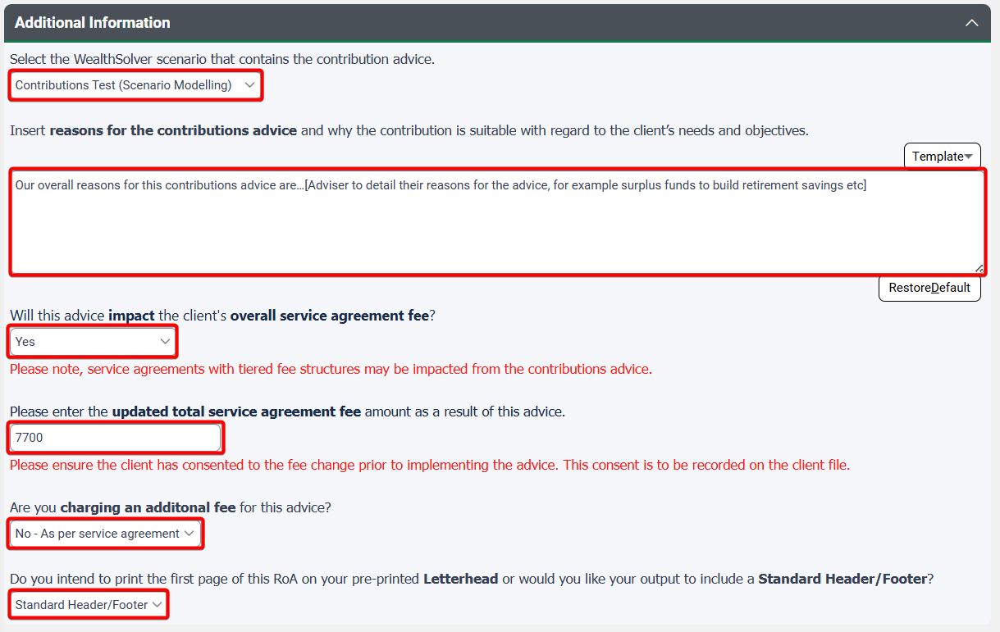 Additional Information
Select the WealthSolver scenario that contains the contribution advice.
Contributions Test (Scenario Modelling)
Insert reasons for the contributions advice and why the contribution is suitable with regard to the client’s needs and objectives.
Template
Our overall reasons for this contributions advice are…[Adviser to detail their reasons for the advice, for example surplus funds to build retirement savings etc]
RestoreDefault
Will this advice impact the client's overall service agreement fee?
Yes
Please note, service agreements with tiered fee structures may be impacted from the contributions advice.
Please enter the updated total service agreement fee amount as a result of this advice.
7700
Please ensure the client has consented to the fee change prior to implementing the advice. This consent is to be recorded on the client file.
Are you charging an additonal fee for this advice?
No - As per service agreement
Do you intend to print the first page of this RoA on your pre-printed Letterhead or would you like your output to include a Standard Header/Footer?
Standard Header/Footer